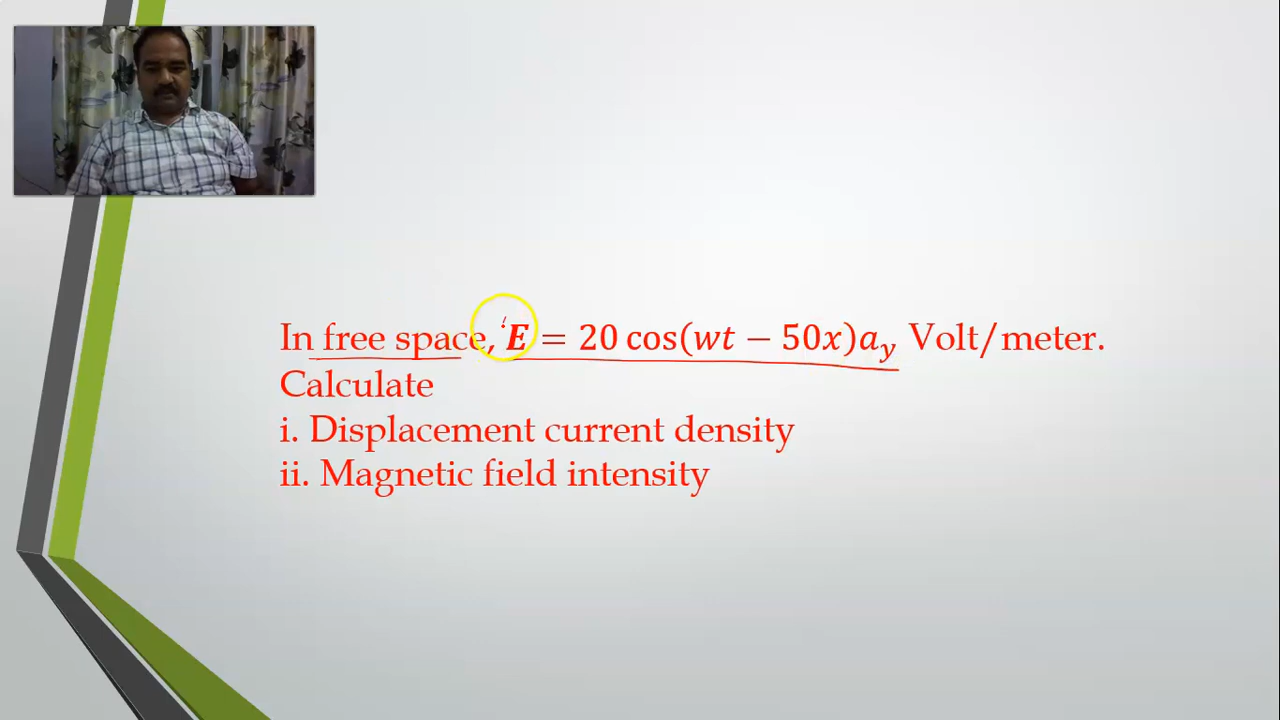 In free space, E = 20 cos(wt − 50x)a_y Volt/meter.
Calculate
i. Displacement current density
ii. Magnetic field intensity